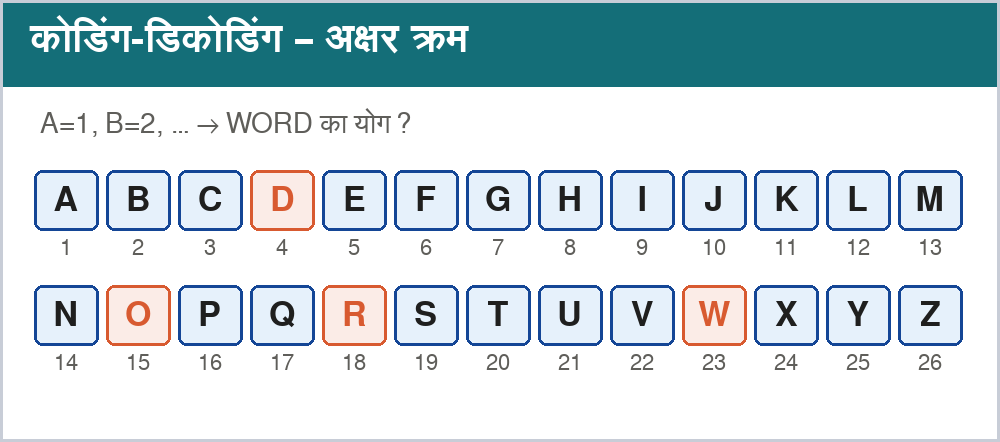 कोडिंग-डिकोडिंग – अक्षर क्रम
A=1, B=2, ... → WORD का योग ?
A B C D E F G H I J K L M
1 2 3 4 5 6 7 8 9 10 11 12 13
N O P Q R S T U V W X Y Z
14 15 16 17 18 19 20 21 22 23 24 25 26